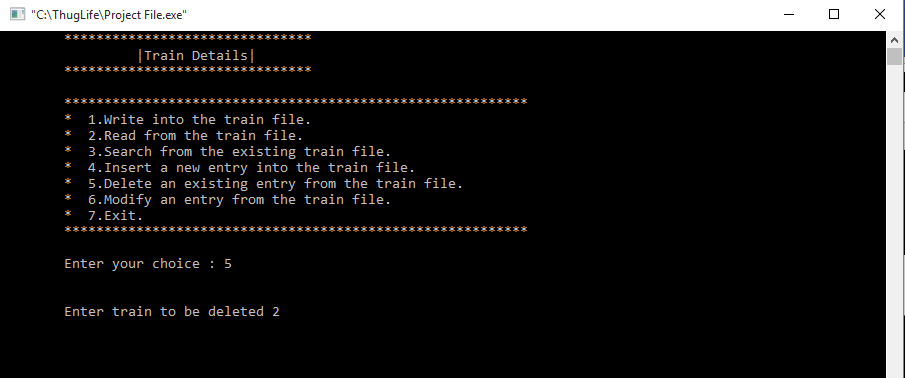 "C:\ThugLife\Project File.exe"
*******************************
|Train Details|
*******************************
**********************************************************
* 1.Write into the train file.
* 2.Read from the train file.
* 3.Search from the existing train file.
* 4.Insert a new entry into the train file.
* 5.Delete an existing entry from the train file.
* 6.Modify an entry from the train file.
* 7.Exit.
**********************************************************
Enter your choice : 5
Enter train to be deleted 2